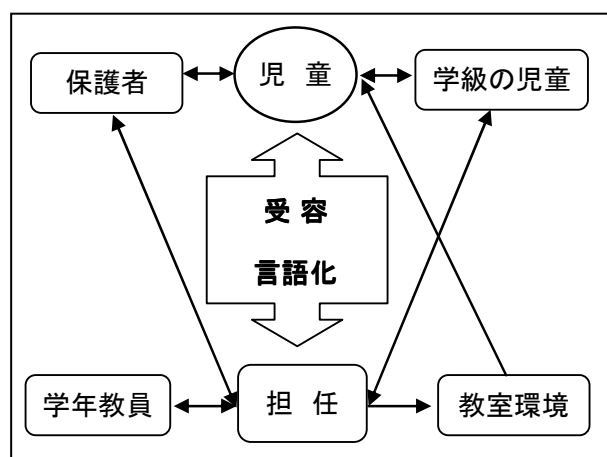 保護者
児童
学級の児童
受容
言語化
学年教員
担任
教室環境